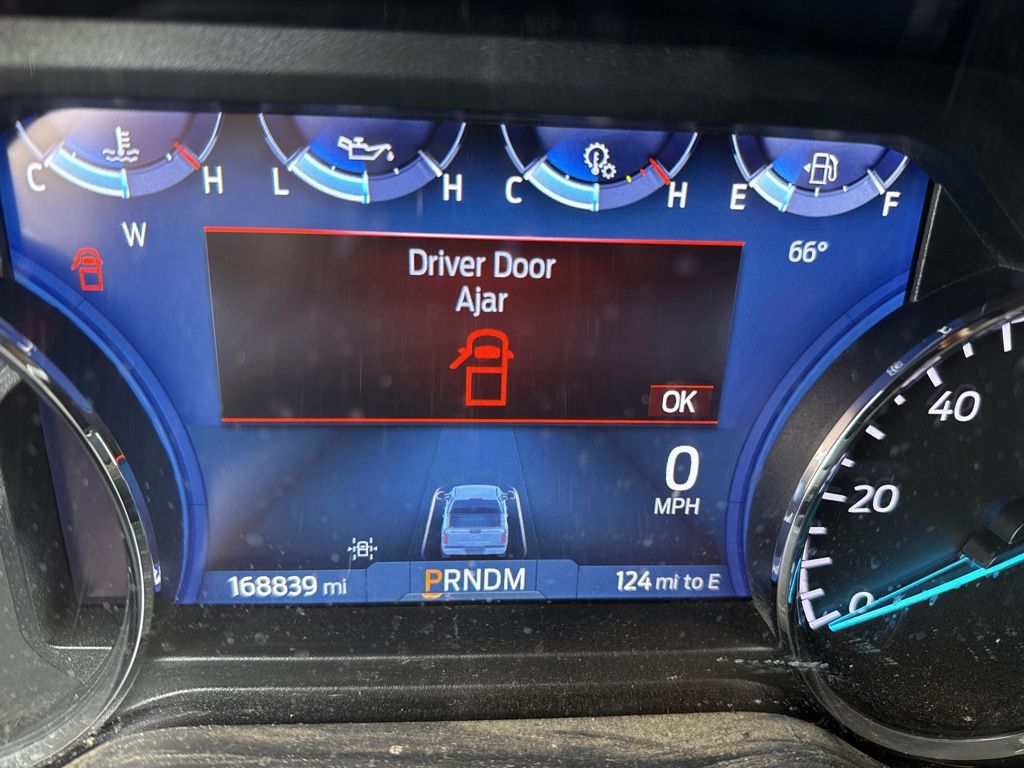 C H L H C H E F
W
66°
Driver Door
Ajar
OK
0
MPH
40
20
0
168839 mi
PRNDM
124 mi to E